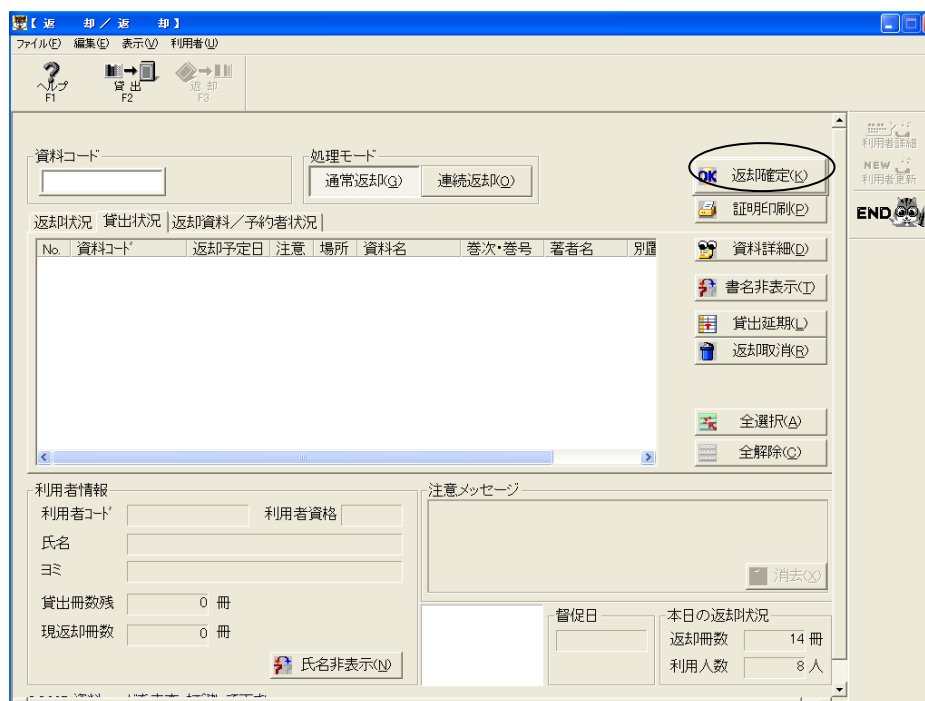 【 返　却 ／ 返　却 】
ファイル(F) 編集(E) 表示(V) 利用者(U)
ヘルプ 貸 出 返 却
F1 F2 F3
利用者詳細
NEW
利用者更新
END
資料コード 処理モード
通常返却(G) 連続返却(O)
OK 返却確定(K)
証明印刷(P)
返却状況 貸出状況 返却資料／予約者状況
No. 資料コード 返却予定日 注意 場所 資料名 巻次・巻号 著者名 別置
資料詳細(D)
書名非表示(T)
貸出延期(L)
返却取消(R)
全選択(A)
全解除(C)
利用者情報 注意メッセージ
利用者コード 利用者資格
氏名
ヨミ
消去(X)
貸出冊数残 0 冊
現返却冊数 0 冊
氏名非表示(N)
督促日 本日の返却状況
返却冊数 14 冊
利用人数 8 人